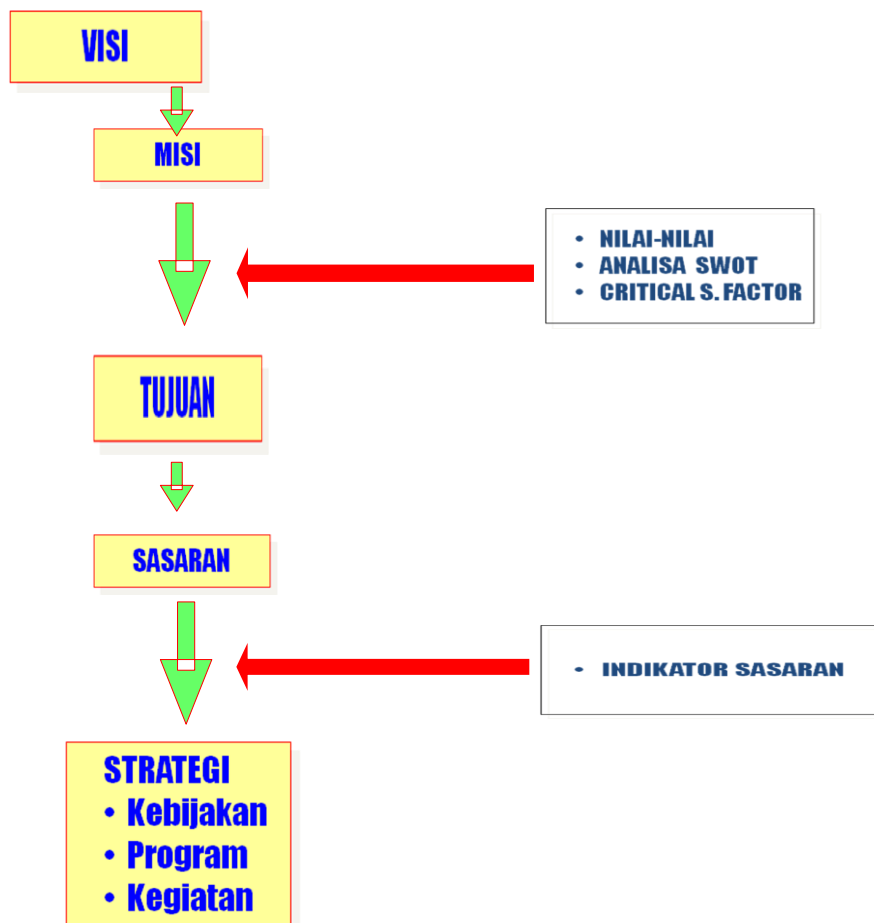 VISI
MISI
• NILAI-NILAI
• ANALISA SWOT
• CRITICAL S. FACTOR
TUJUAN
SASARAN
• INDIKATOR SASARAN
STRATEGI
• Kebijakan
• Program
• Kegiatan